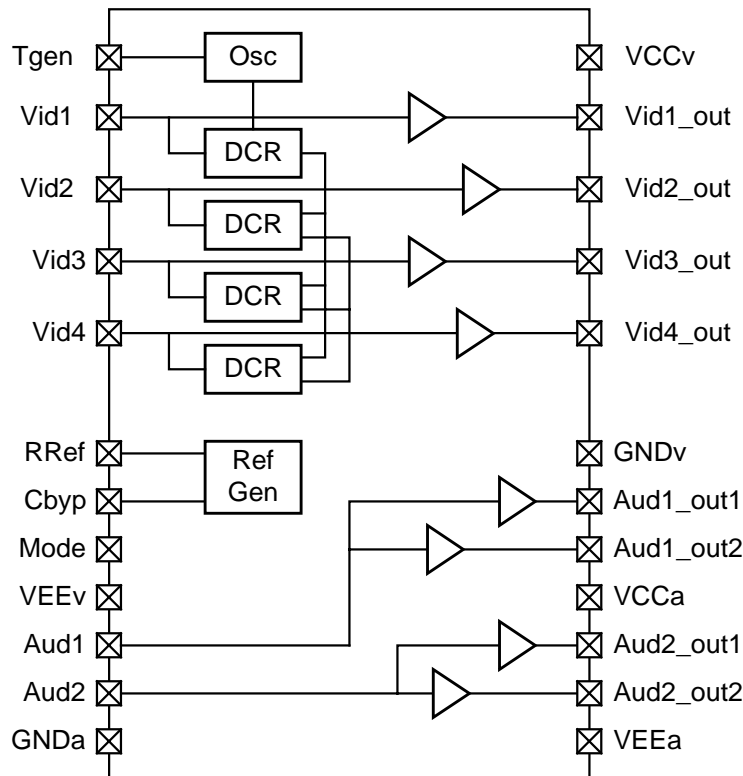 Tgen
Osc
VCCv
Vid1
Vid1_out
DCR
Vid2
Vid2_out
DCR
Vid3
Vid3_out
DCR
Vid4
Vid4_out
DCR
RRef
Ref
Gen
GNDv
Cbyp
Aud1_out1
Mode
Aud1_out2
VEEv
VCCa
Aud1
Aud2_out1
Aud2
Aud2_out2
GNDa
VEEa